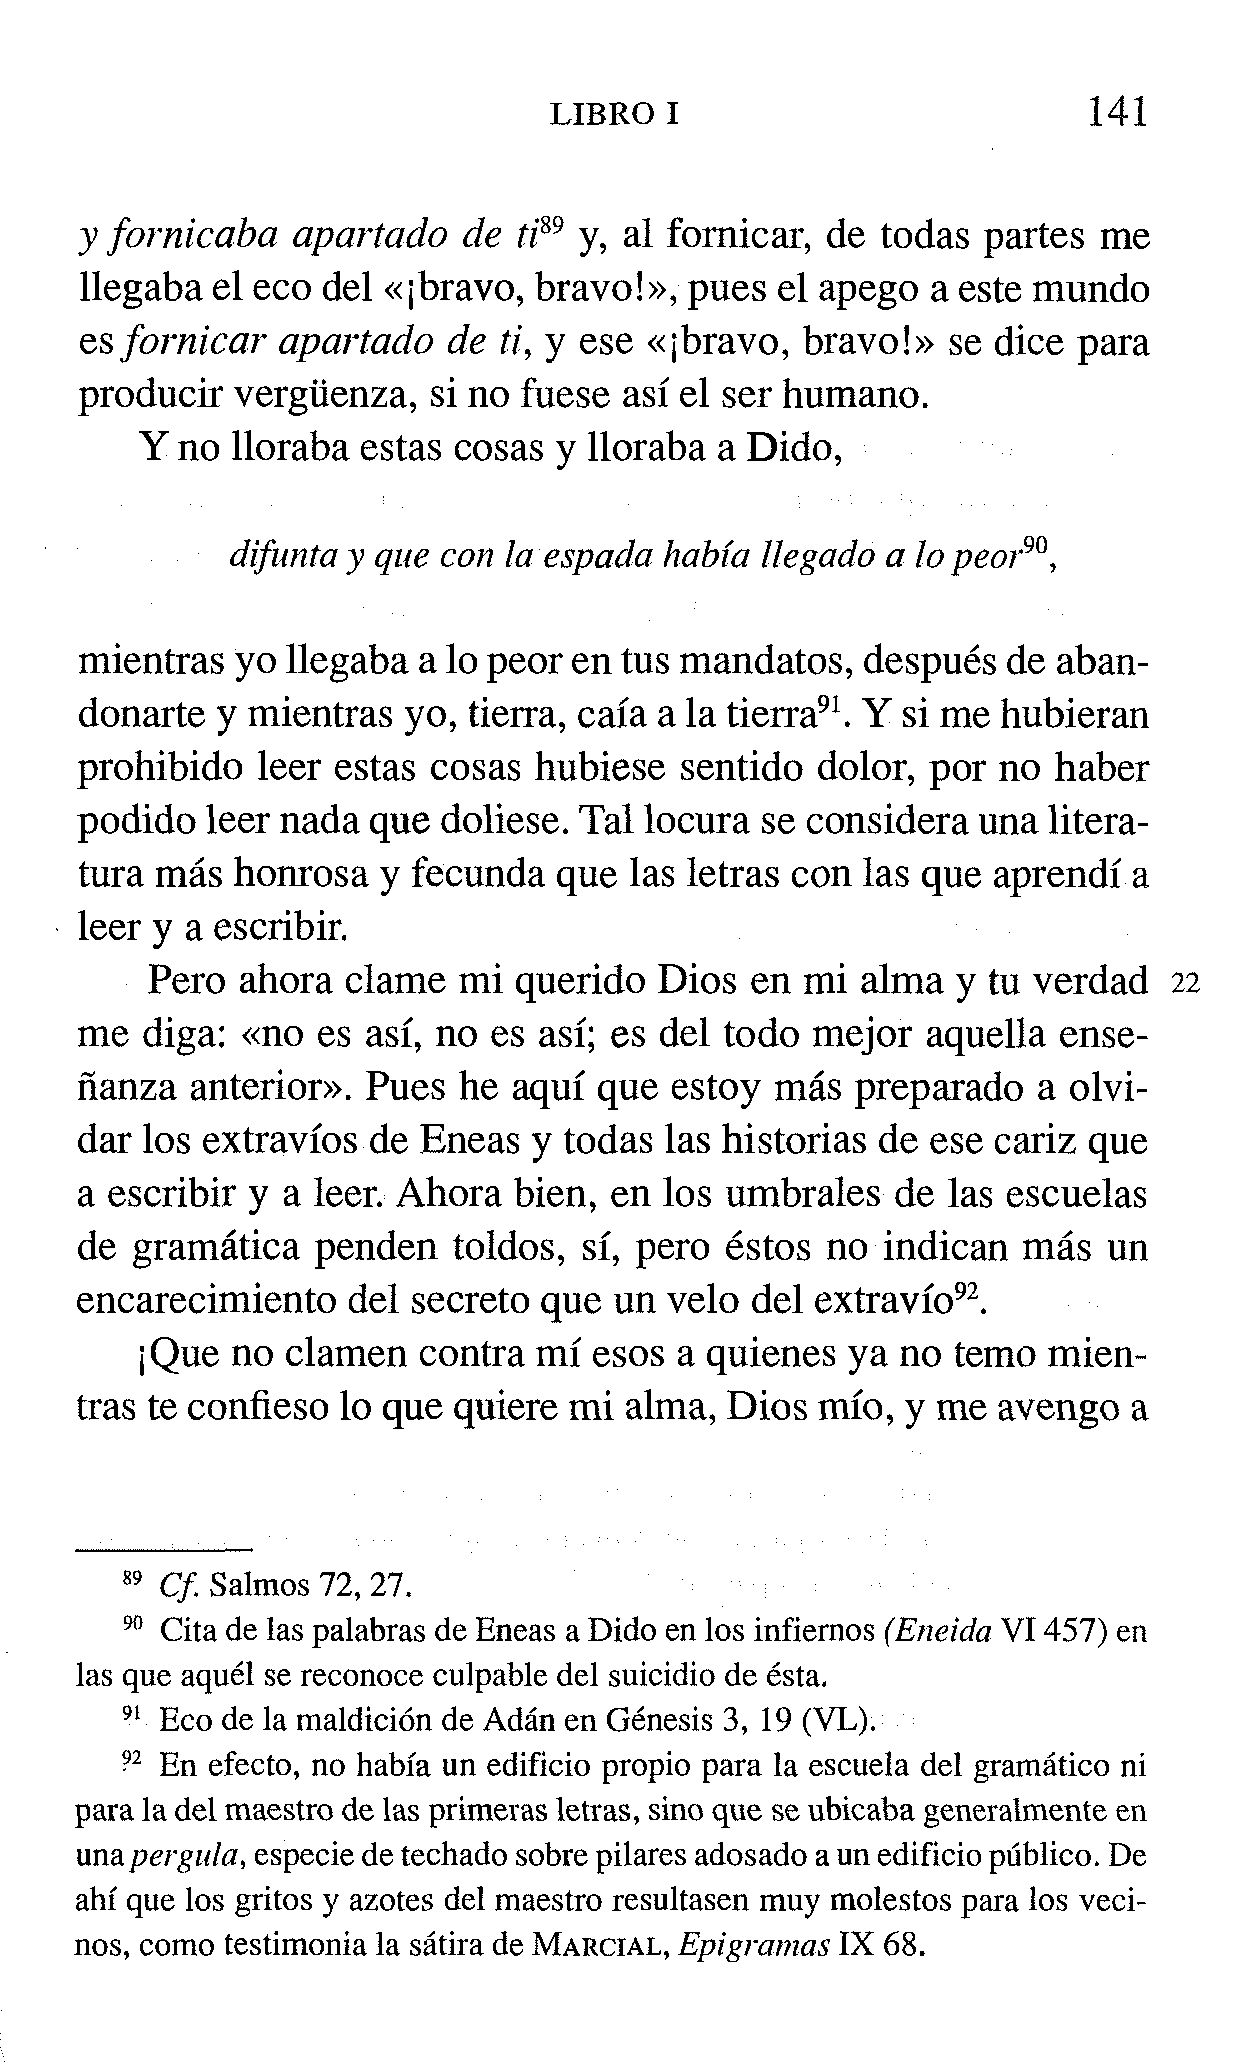 LIBRO I 141
y fornicaba apartado de ti⁸⁹ y, al fornicar, de todas partes me
llegaba el eco del «¡bravo, bravo!», pues el apego a este mundo
es fornicar apartado de ti, y ese «¡bravo, bravo!» se dice para
producir vergüenza, si no fuese así el ser humano.
Y no lloraba estas cosas y lloraba a Dido,
difunta y que con la espada había llegado a lo peor⁹⁰,
mientras yo llegaba a lo peor en tus mandatos, después de aban-
donarte y mientras yo, tierra, caía a la tierra⁹¹. Y si me hubieran
prohibido leer estas cosas hubiese sentido dolor, por no haber
podido leer nada que doliese. Tal locura se considera una litera-
tura más honrosa y fecunda que las letras con las que aprendí a
leer y a escribir.
Pero ahora clame mi querido Dios en mi alma y tu verdad 22
me diga: «no es así, no es así; es del todo mejor aquella ense-
ñanza anterior». Pues he aquí que estoy más preparado a olvi-
dar los extravíos de Eneas y todas las historias de ese cariz que
a escribir y a leer. Ahora bien, en los umbrales de las escuelas
de gramática penden toldos, sí, pero éstos no indican más un
encarecimiento del secreto que un velo del extravío⁹².
¡Que no clamen contra mí esos a quienes ya no temo mien-
tras te confieso lo que quiere mi alma, Dios mío, y me avengo a
⁸⁹ Cf. Salmos 72, 27.
⁹⁰ Cita de las palabras de Eneas a Dido en los infiernos (Eneida VI 457) en
las que aquél se reconoce culpable del suicidio de ésta.
⁹¹ Eco de la maldición de Adán en Génesis 3, 19 (VL).
⁹² En efecto, no había un edificio propio para la escuela del gramático ni
para la del maestro de las primeras letras, sino que se ubicaba generalmente en
una pergula, especie de techado sobre pilares adosado a un edificio público. De
ahí que los gritos y azotes del maestro resultasen muy molestos para los veci-
nos, como testimonia la sátira de MARCIAL, Epigramas IX 68.